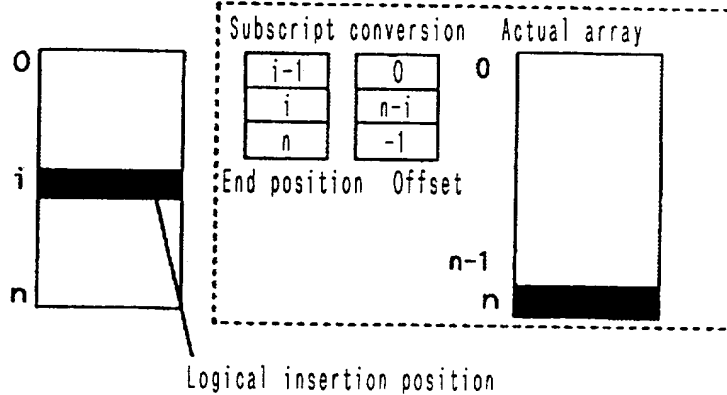 Subscript conversion Actual array
0 0
i-1 0
i n-i
n -1
i End position Offset
n-1
n n
Logical insertion position